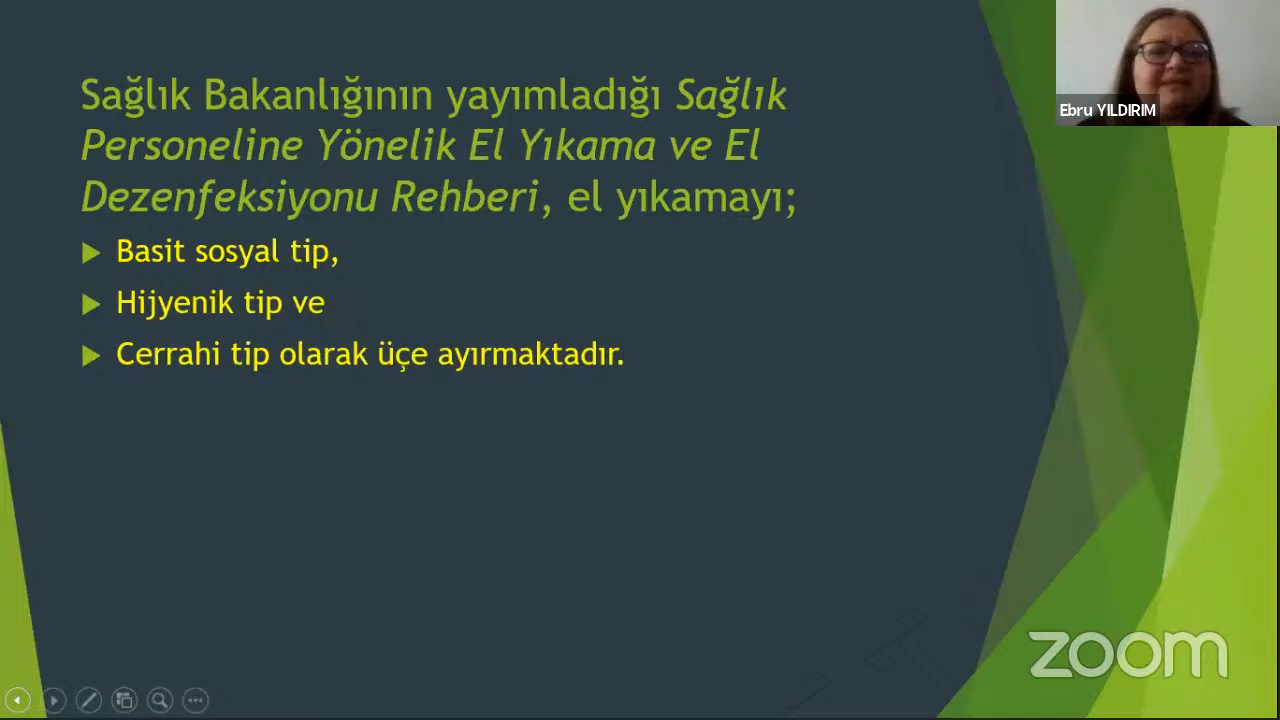 Sağlık Bakanlığının yayımladığı Sağlık
Personeline Yönelik El Yıkama ve El
Dezenfeksiyonu Rehberi, el yıkamayı;
Basit sosyal tip,
Hijyenik tip ve
Cerrahi tip olarak üçe ayırmaktadır.
Ebru YILDIRIM
zoom